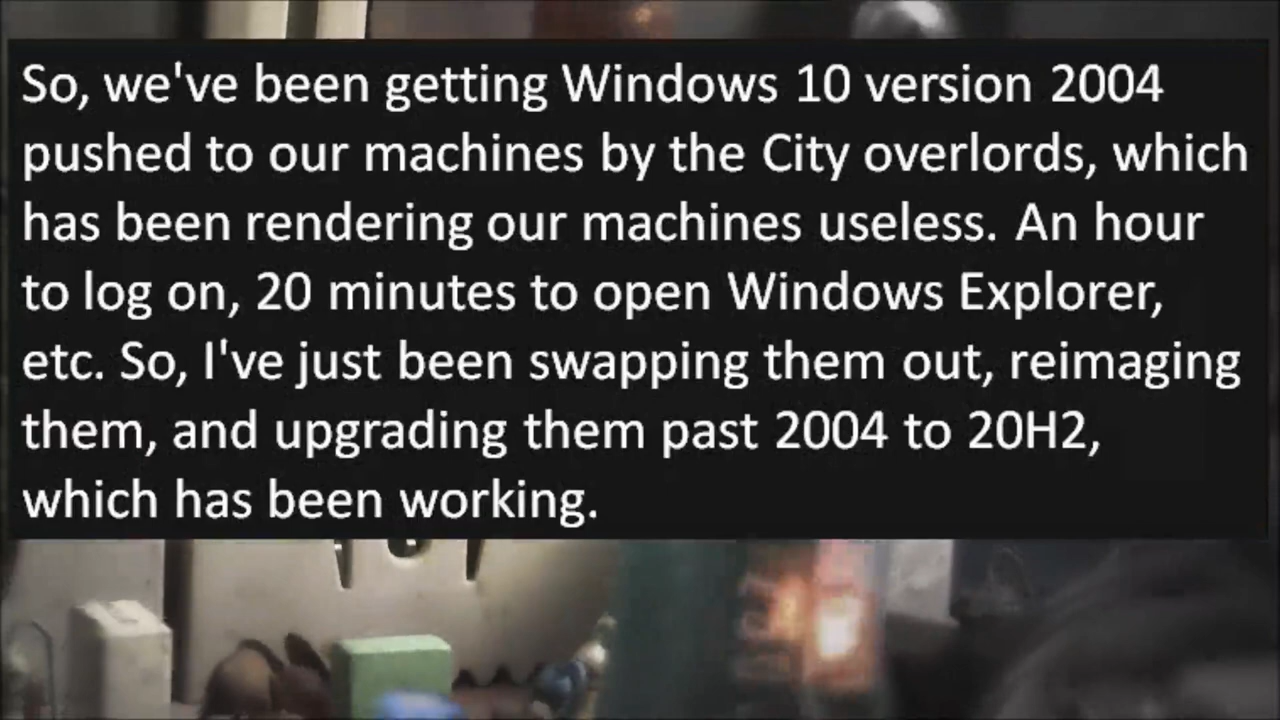 So, we've been getting Windows 10 version 2004
pushed to our machines by the City overlords, which
has been rendering our machines useless. An hour
to log on, 20 minutes to open Windows Explorer,
etc. So, I've just been swapping them out, reimaging
them, and upgrading them past 2004 to 20H2,
which has been working.